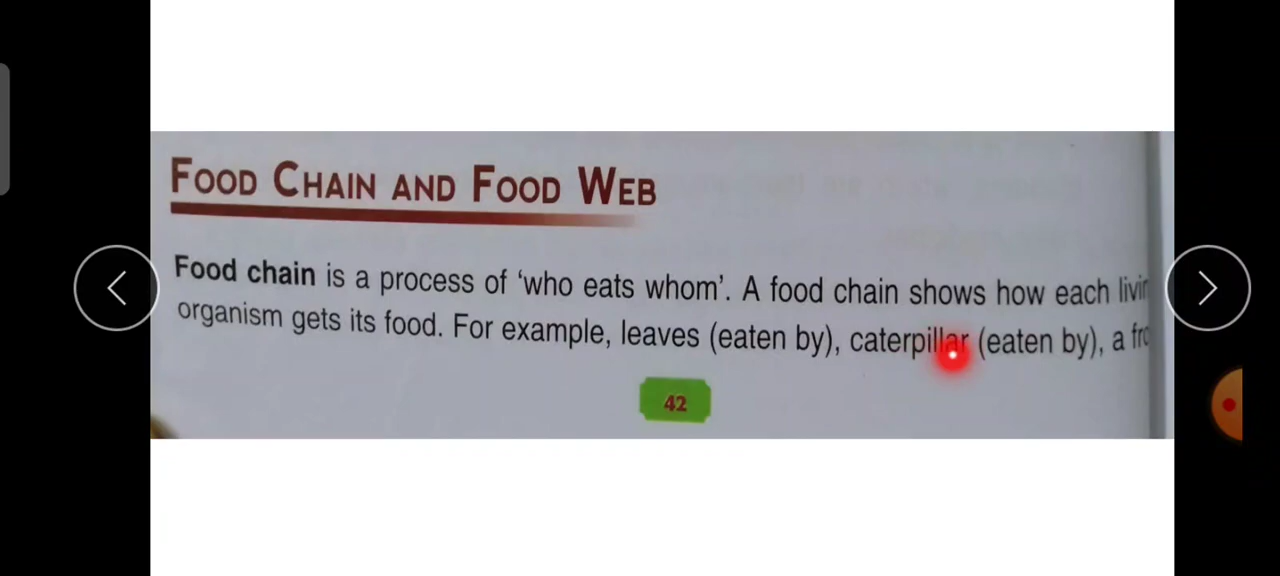 FOOD CHAIN AND FOOD WEB
Food chain is a process of ‘who eats whom’. A food chain shows how each
organism gets its food. For example, leaves (eaten by), caterpillar (eaten by), a
42